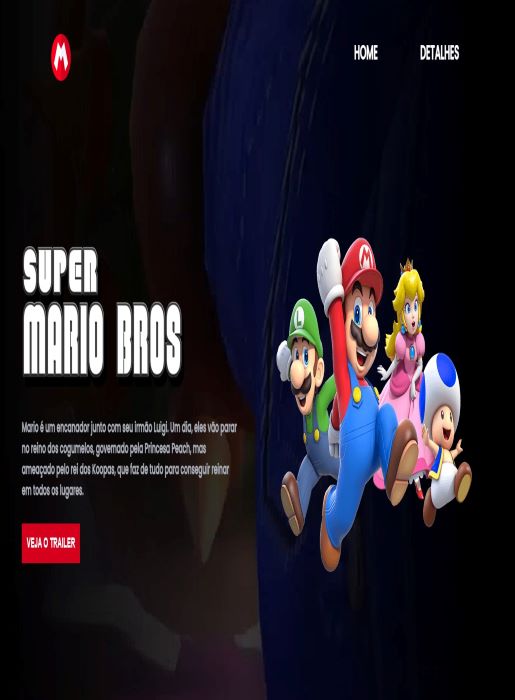 M
HOME DETALHES
SUPER
MARIO BROS
Mario é um encanador junto com seu irmão Luigi. Um dia, eles vão parar
no reino dos cogumelos, governado pela Princesa Peach, mas
ameaçado pelo rei dos Koopas, que faz de tudo para conseguir reinar
em todos os lugares.
VEJA O TRAILER
L
M